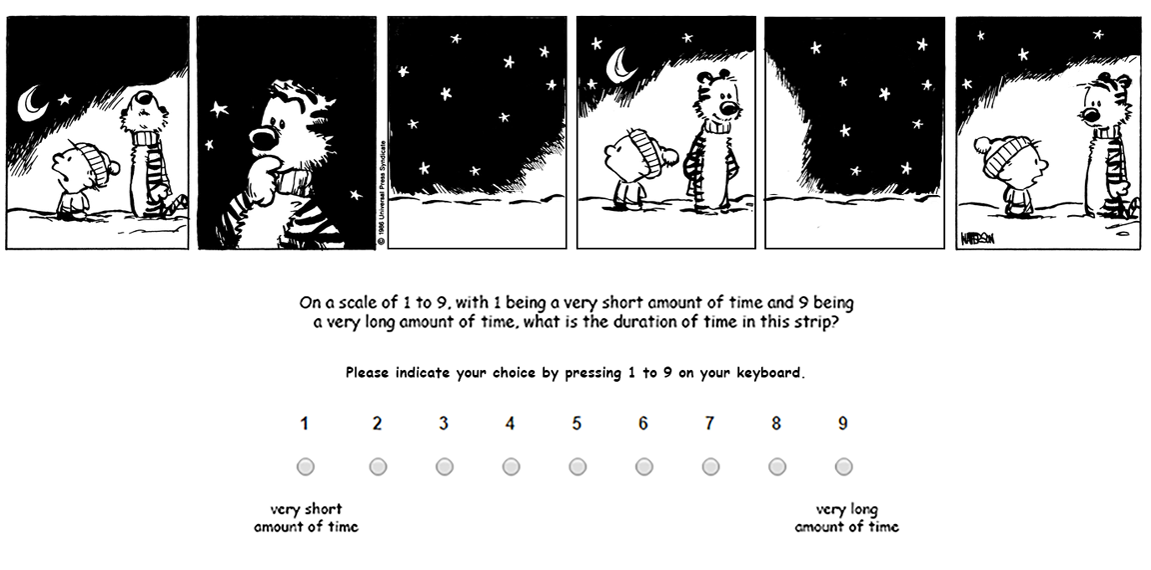 © 1986 Universal Press Syndicate
WATTERSON
On a scale of 1 to 9, with 1 being a very short amount of time and 9 being
a very long amount of time, what is the duration of time in this strip?
Please indicate your choice by pressing 1 to 9 on your keyboard.
1 2 3 4 5 6 7 8 9
very short
amount of time
very long
amount of time